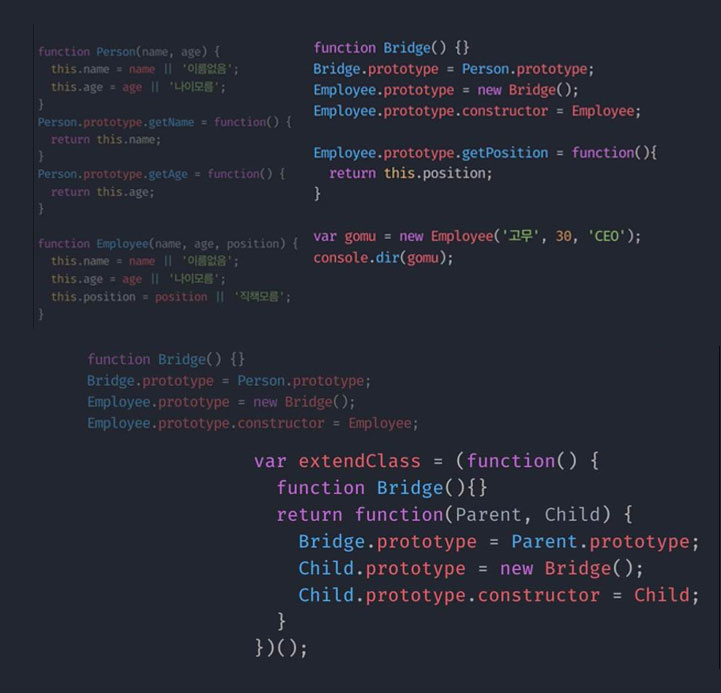 function Person(name, age) {
  this.name = name || '이름없음';
  this.age = age || '나이모름';
}
Person.prototype.getName = function() {
  return this.name;
}
Person.prototype.getAge = function() {
  return this.age;
}

function Employee(name, age, position) {
  this.name = name || '이름없음';
  this.age = age || '나이모름';
  this.position = position || '직책모름';
}

function Bridge() {}
Bridge.prototype = Person.prototype;
Employee.prototype = new Bridge();
Employee.prototype.constructor = Employee;

Employee.prototype.getPosition = function(){
  return this.position;
}

var gomu = new Employee('고무', 30, 'CEO');
console.dir(gomu);

function Bridge() {}
Bridge.prototype = Person.prototype;
Employee.prototype = new Bridge();
Employee.prototype.constructor = Employee;

var extendClass = (function() {
  function Bridge(){}
  return function(Parent, Child) {
    Bridge.prototype = Parent.prototype;
    Child.prototype = new Bridge();
    Child.prototype.constructor = Child;
  }
})();